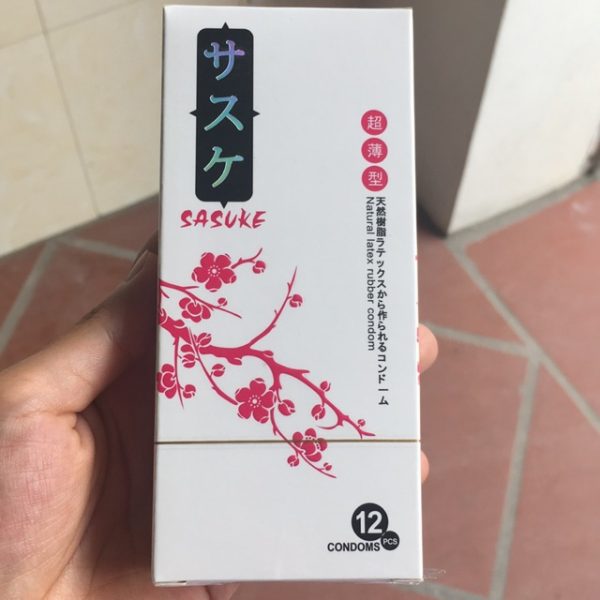 サスケ
SASUKE
超薄型
天然樹脂ラテックスから作られるコンドーム
Natural latex rubber condom
12
PCS
CONDOMS